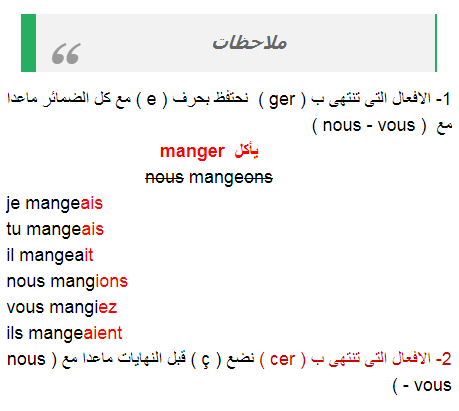 ملاحظات
1- الافعال التى تنتهى ب ( ger ) نحتفظ بحرف ( e ) مع كل الضمائر ماعدا
مع ( nous - vous )
يأكل manger
nous mangeons
je mangeais
tu mangeais
il mangeait
nous mangions
vous mangiez
ils mangeaient
2- الافعال التى تنتهى ب ( cer ) نضع ( ç ) قبل النهايات ماعدا مع ( nous
- vous )